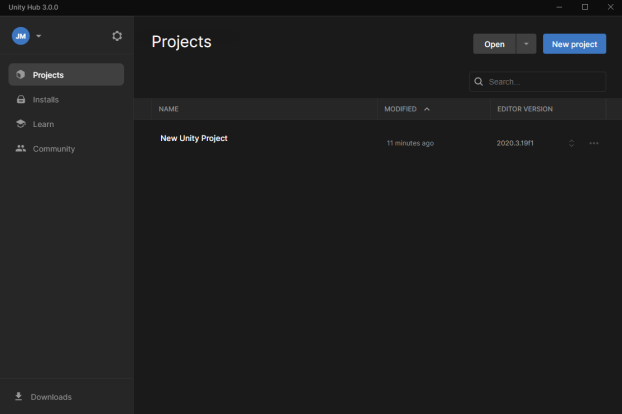 Unity Hub 3.0.0
JM
Projects
Installs
Learn
Community
Downloads
Projects
Open
New project
Search...
NAME
MODIFIED
EDITOR VERSION
New Unity Project
11 minutes ago
2020.3.19f1